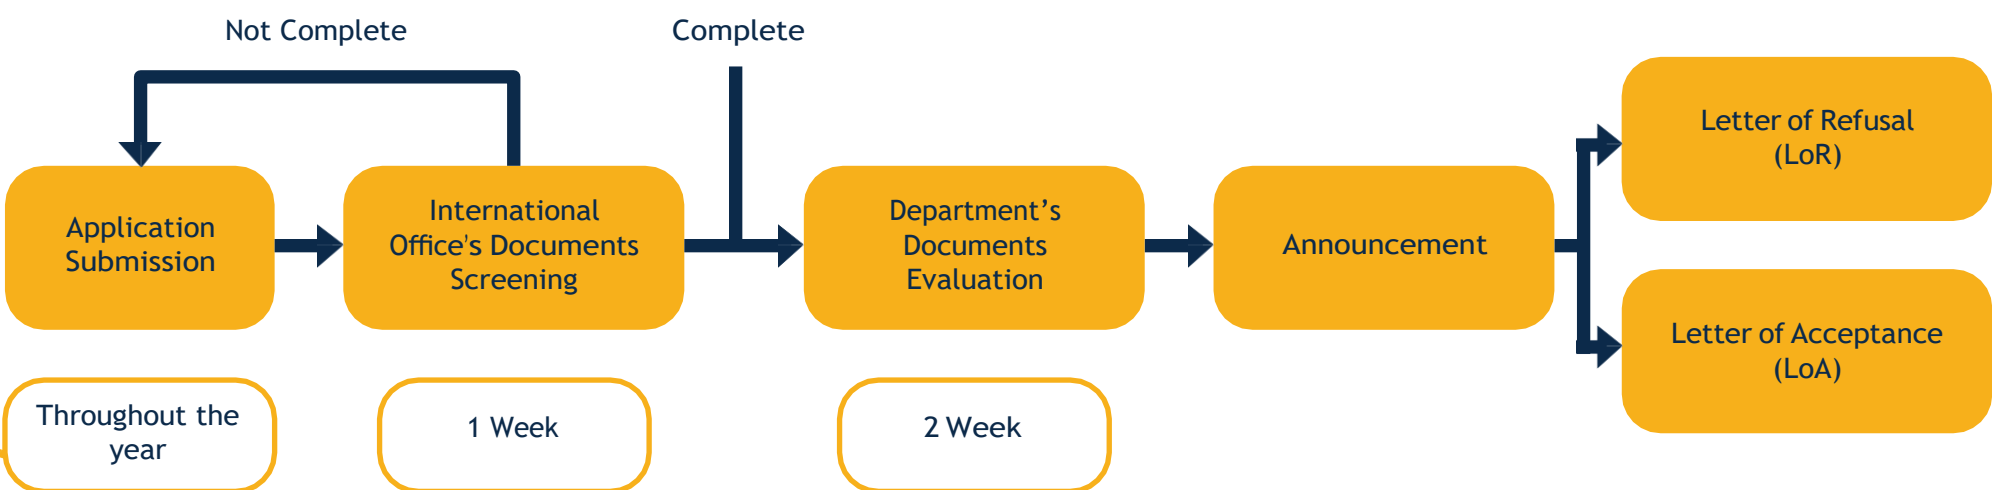 Not Complete
Complete
Application
Submission
International
Office's Documents
Screening
Department’s
Documents
Evaluation
Announcement
Letter of Refusal
(LoR)
Letter of Acceptance
(LoA)
Throughout the
year
1 Week
2 Week